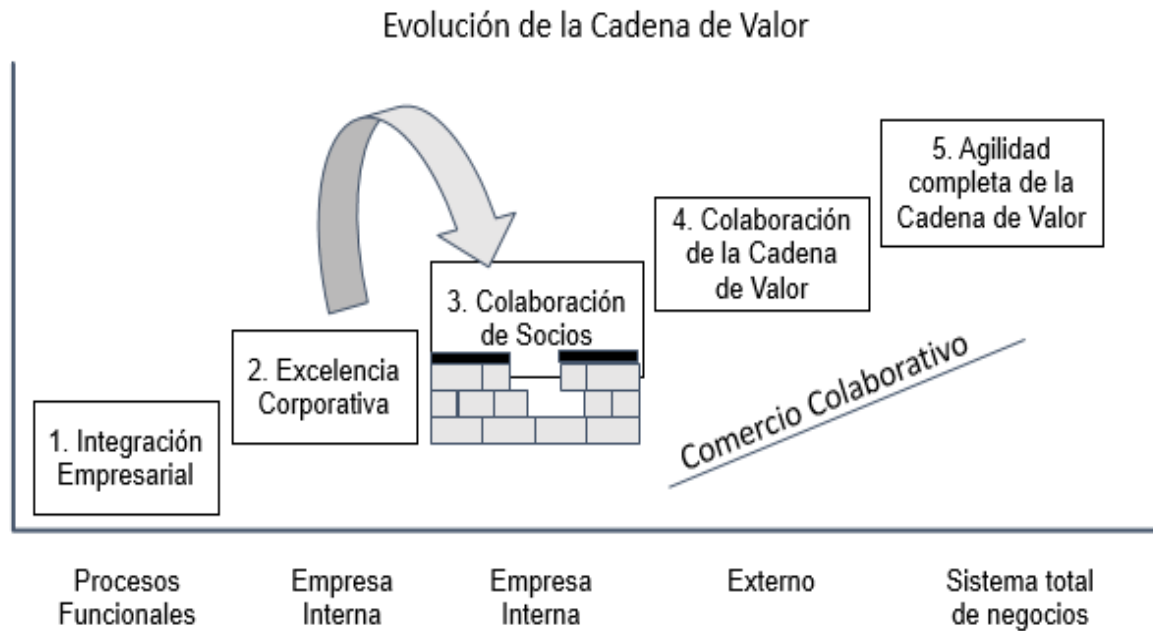 Evolución de la Cadena de Valor
5. Agilidad
completa de la
Cadena de Valor
4. Colaboración
de la Cadena
de Valor
3. Colaboración
de Socios
2. Excelencia
Corporativa
1. Integración
Empresarial
Comercio Colaborativo
Procesos
Funcionales
Empresa
Interna
Empresa
Interna
Externo
Sistema total
de negocios